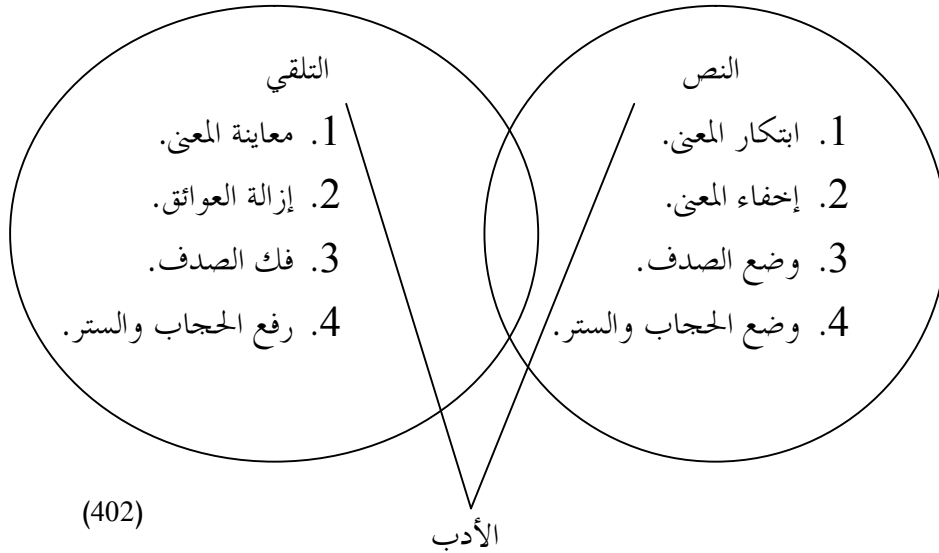 النص
1. ابتكار المعنى.
2. إخفاء المعنى.
3. وضع الصدف.
4. وضع الحجاب والستر.
التلقي
1. معاينة المعنى.
2. إزالة العوائق.
3. فك الصدف.
4. رفع الحجاب والستر.
الأدب
(402)